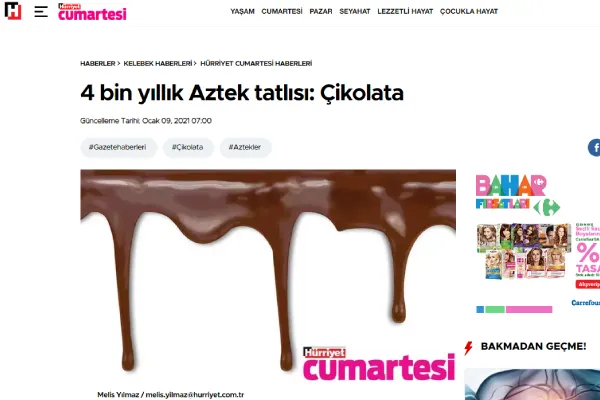 H
Hürriyet
cumartesi
YAŞAM CUMARTESİ PAZAR SEYAHAT LEZZETLİ HAYAT ÇOCUKLA HAYAT
HABERLER > KELEBEK HABERLERİ > HÜRRİYET CUMARTESİ HABERLERİ
4 bin yıllık Aztek tatlısı: Çikolata
Güncelleme Tarihi: Ocak 09, 2021 07:00
#Gazetehaberleri #Çikolata #Aztekler
f
BAHAR
FIRSATLARI
%
TASA
Alışveriş
Carrefour
Hürriyet
cumartesi
BAKMADAN GEÇME!
Melis Yılmaz / melis.yilmaz@hurriyet.com.tr